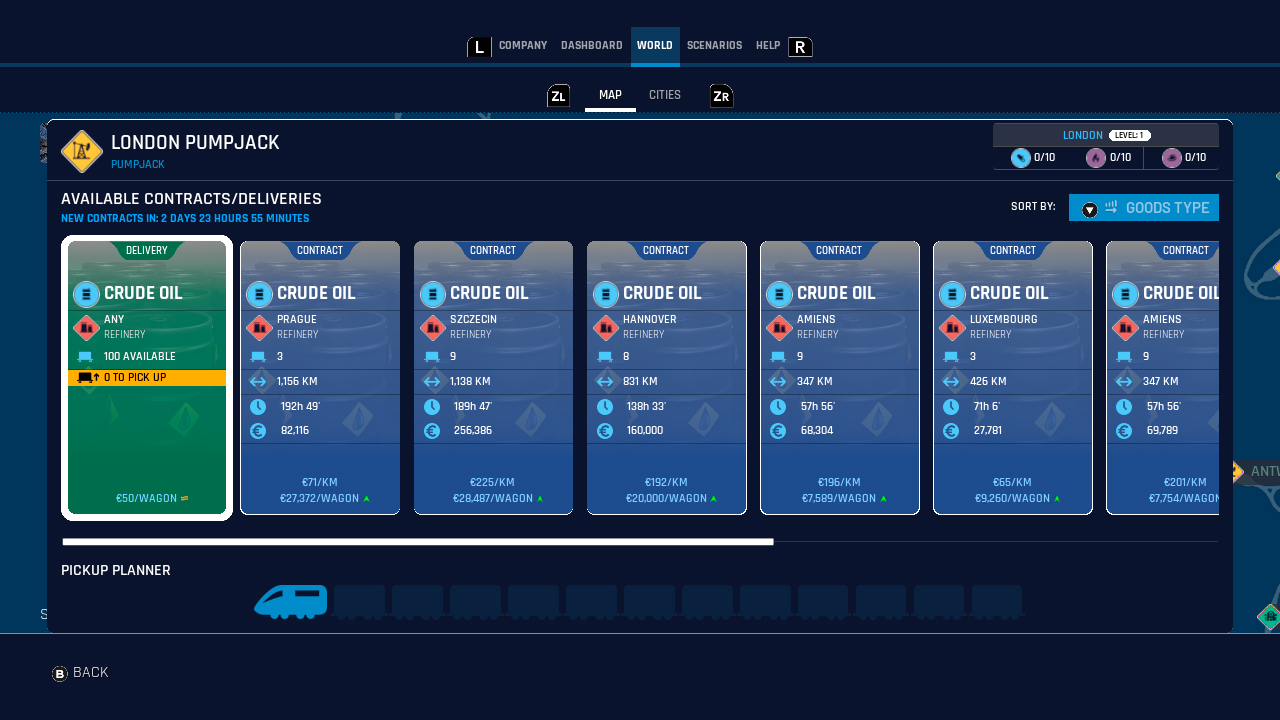 L COMPANY DASHBOARD WORLD SCENARIOS HELP R
ZL MAP CITIES ZR
LONDON PUMPJACK
PUMPJACK
LONDON LEVEL: 1
0/10 0/10 0/10
AVAILABLE CONTRACTS/DELIVERIES
NEW CONTRACTS IN: 2 DAYS 23 HOURS 55 MINUTES
SORT BY: GOODS TYPE
DELIVERY
CRUDE OIL
ANY
REFINERY
100 AVAILABLE
0 TO PICK UP
€50/WAGON
CONTRACT
CRUDE OIL
PRAGUE
REFINERY
3
1,156 KM
192h 49'
82,116
€71/KM
€27,372/WAGON
CONTRACT
CRUDE OIL
SZCZECIN
REFINERY
9
1,138 KM
189h 47'
256,386
€225/KM
€28,487/WAGON
CONTRACT
CRUDE OIL
HANNOVER
REFINERY
8
831 KM
138h 33'
160,000
€192/KM
€20,000/WAGON
CONTRACT
CRUDE OIL
AMIENS
REFINERY
9
347 KM
57h 56'
68,304
€196/KM
€7,589/WAGON
CONTRACT
CRUDE OIL
LUXEMBOURG
REFINERY
3
426 KM
71h 6'
27,781
€65/KM
€9,260/WAGON
CONTRACT
CRUDE OIL
AMIENS
REFINERY
9
347 KM
57h 56'
69,789
€201/KM
€7,754/WAGON
ANTW
PICKUP PLANNER
S
B BACK